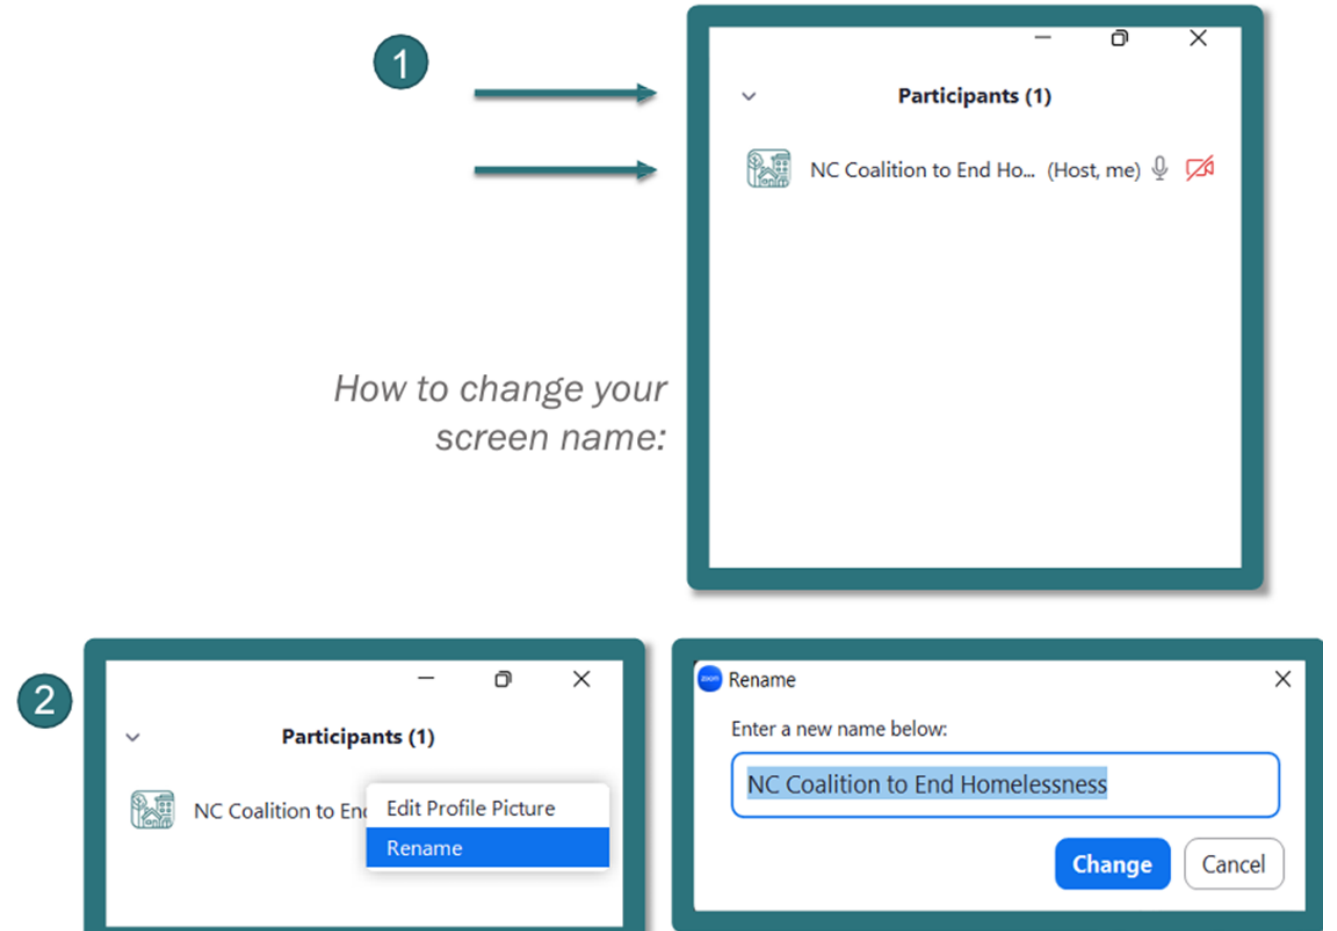 1
Participants (1)
NC Coalition to End Ho... (Host, me)
How to change your
screen name:
2
Participants (1)
NC Coalition to End
Edit Profile Picture
Rename
zoom Rename
Enter a new name below:
NC Coalition to End Homelessness
Change Cancel